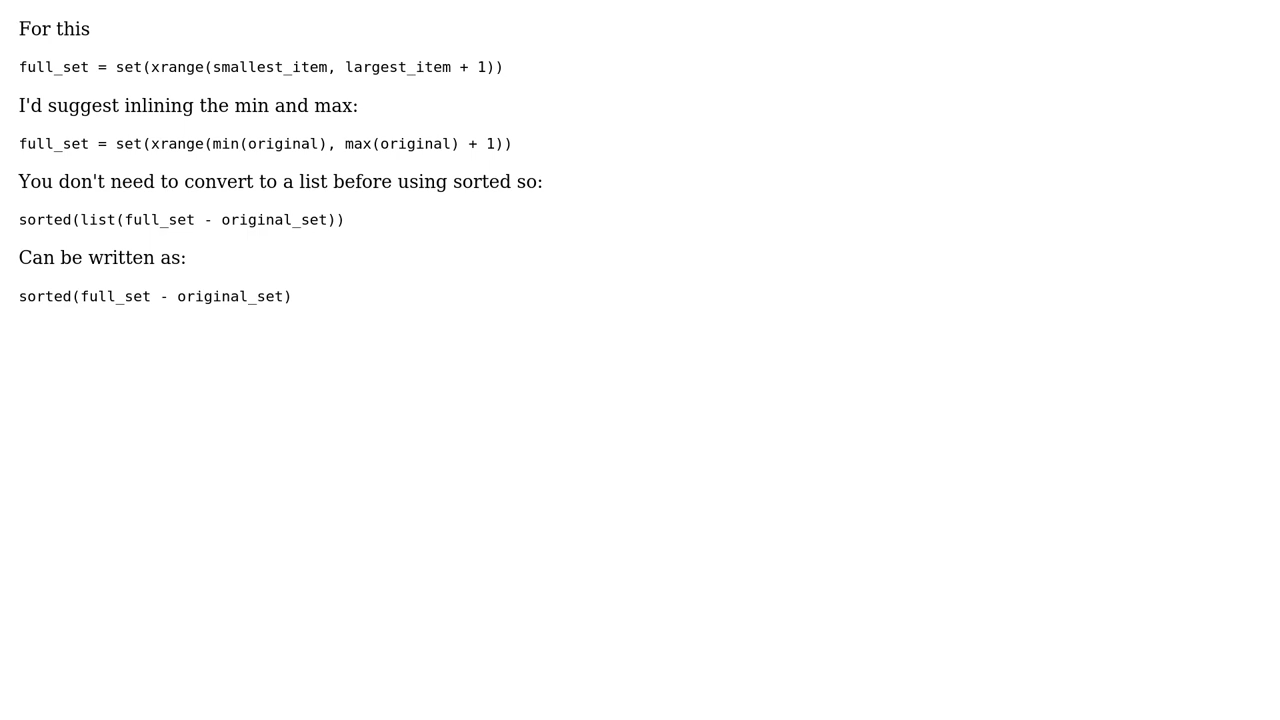 For this
full_set = set(xrange(smallest_item, largest_item + 1))
I'd suggest inlining the min and max:
full_set = set(xrange(min(original), max(original) + 1))
You don't need to convert to a list before using sorted so:
sorted(list(full_set - original_set))
Can be written as:
sorted(full_set - original_set)